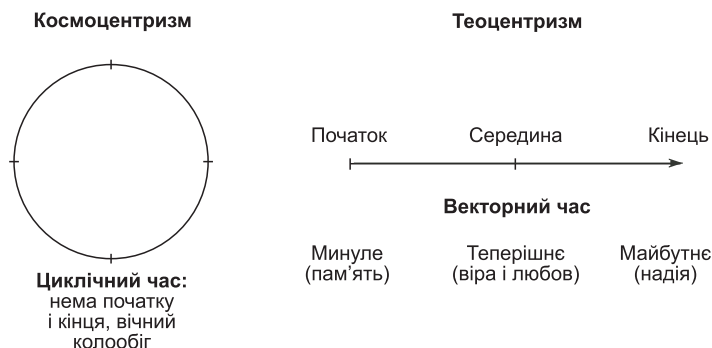 Космоцентризм
Циклічний час:
нема початку
і кінця, вічний
колообіг
Теоцентризм
Початок Середина Кінець
Векторний час
Минуле Теперішнє Майбутнє
(пам’ять) (віра і любов) (надія)